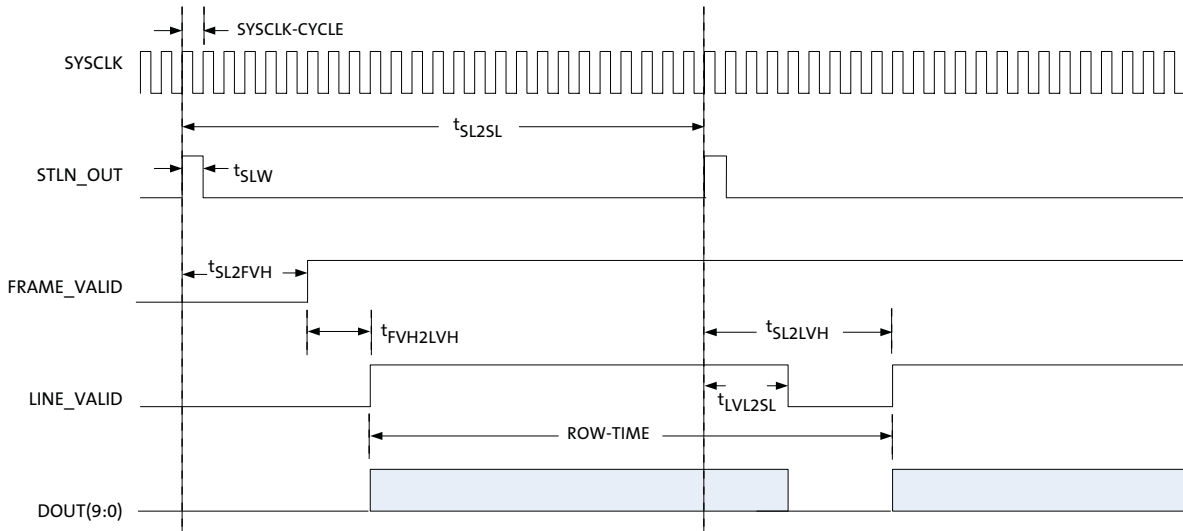 SYSCLK-CYCLE
SYSCLK
tSL2SL
STLN_OUT
tSLW
tSL2FVH
FRAME_VALID
tFVH2LVH
tSL2LVH
LINE_VALID
tLVL2SL
ROW-TIME
DOUT(9:0)